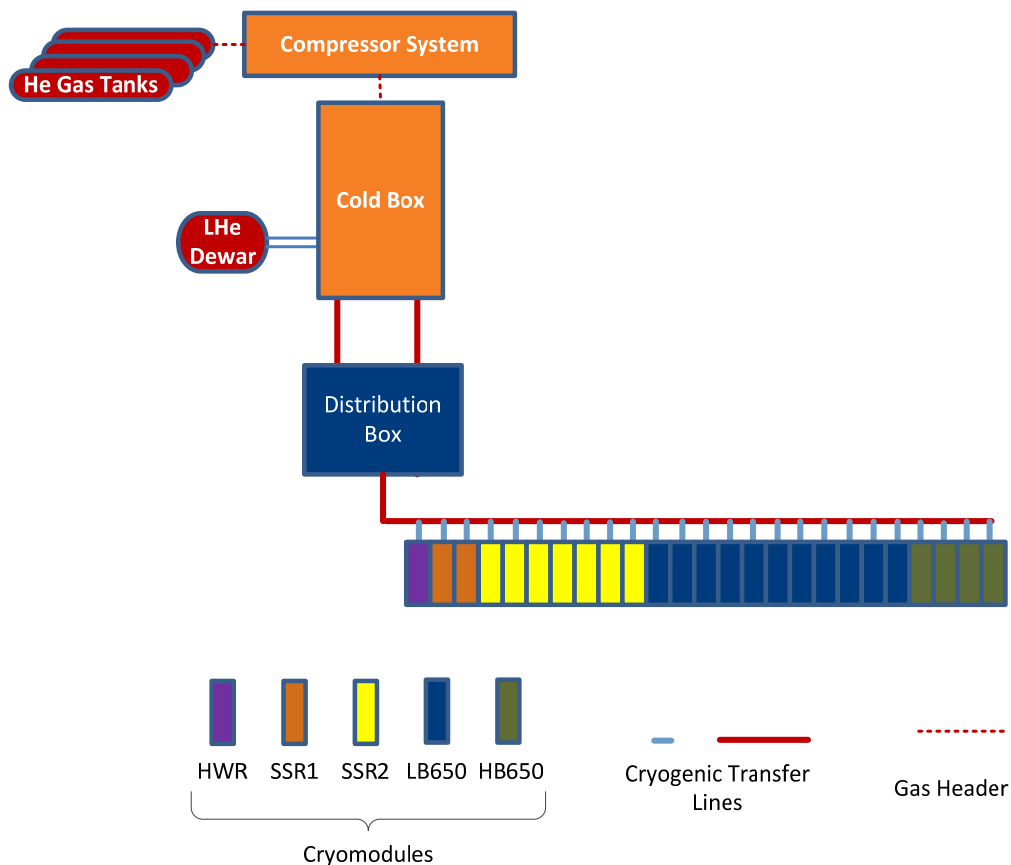 Compressor System
He Gas Tanks
Cold Box
LHe
Dewar
Distribution
Box
HWR
SSR1
SSR2
LB650
HB650
Cryomodules
Cryogenic Transfer
Lines
Gas Header